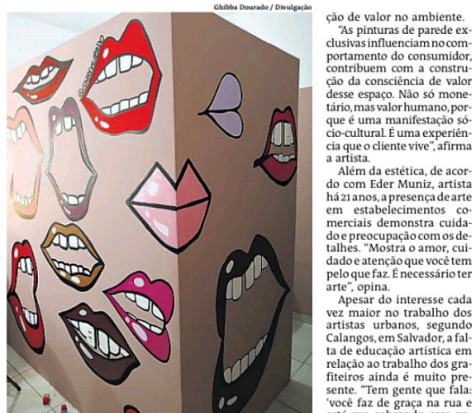 Ghibba Dourado / Divulgação
ção de valor no ambiente.
"As pinturas de parede ex-
clusivas influenciam no com-
portamento do consumidor,
contribuem com a constru-
ção da consciência de valor
desse espaço. Não só mone-
tário, mas valor humano, por-
que é uma manifestação só-
cio-cultural. É uma experiên-
cia que o cliente vive", afirma
a artista.
Além da estética, de acor-
do com Eder Muniz, artista
há 21 anos, a presença de arte
em estabelecimentos co-
merciais demonstra cuida-
do e preocupação com os de-
talhes. "Mostra o amor, cui-
dado e atenção que você tem
pelo que faz. É necessário ter
arte", opina.
Apesar do interesse cada
vez maior no trabalho dos
artistas urbanos, segundo
Calangos, em Salvador, a fal-
ta de educação artística em
relação ao trabalho dos gra-
fiteiros ainda é muito pre-
sente. "Tem gente que fala:
'você faz de graça na rua e